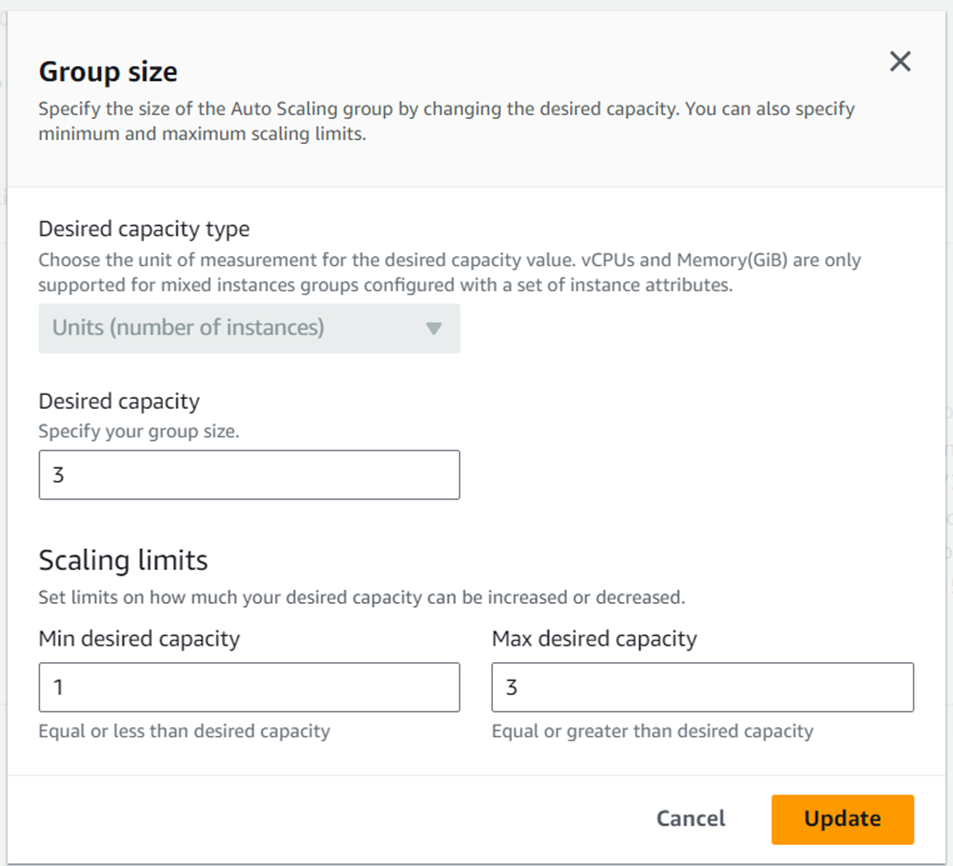 Group size
Specify the size of the Auto Scaling group by changing the desired capacity. You can also specify
minimum and maximum scaling limits.
Desired capacity type
Choose the unit of measurement for the desired capacity value. vCPUs and Memory(GiB) are only
supported for mixed instances groups configured with a set of instance attributes.
Units (number of instances)
Desired capacity
Specify your group size.
3
Scaling limits
Set limits on how much your desired capacity can be increased or decreased.
Min desired capacity
Max desired capacity
1
3
Equal or less than desired capacity
Equal or greater than desired capacity
Cancel
Update